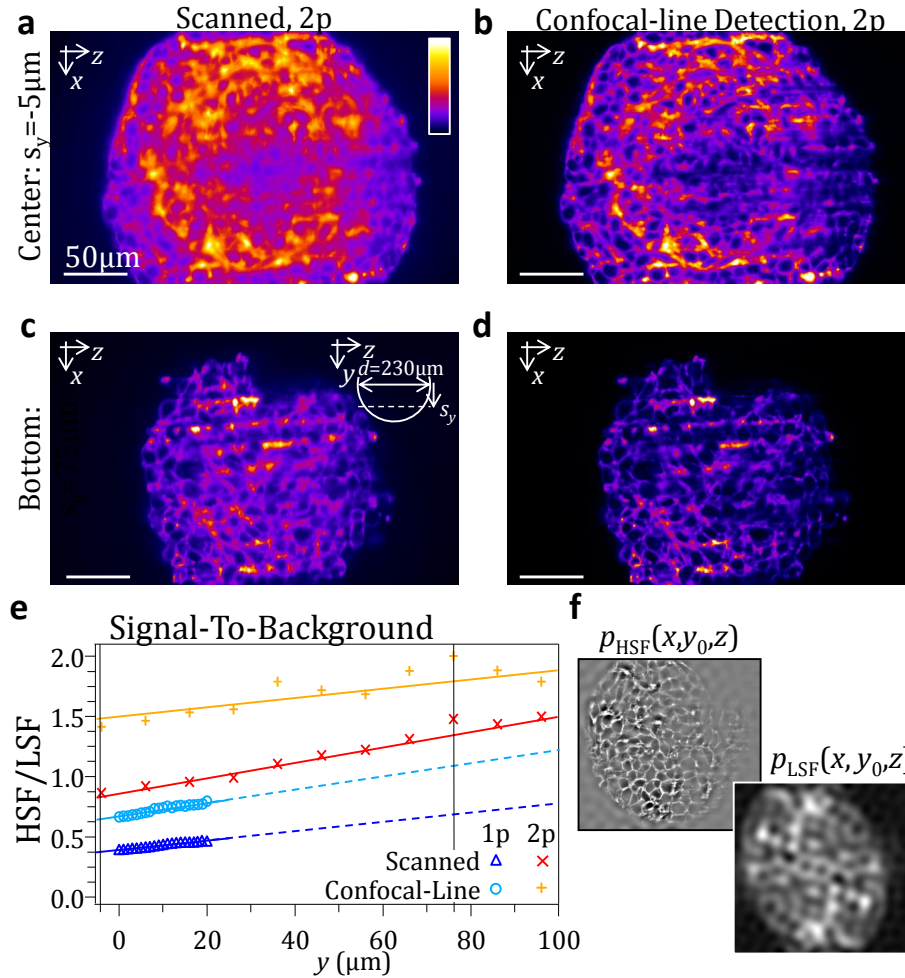 a
Scanned, 2p
b
Confocal-line Detection, 2p
Center: s_y=-5μm
z
x
z
x
50μm
c
d
Bottom:
s_y=75μm
z
x
z
y d=230μm
s_y
z
x
e
Signal-To-Background
f
HSF/LSF
2.0
1.5
1.0
0.5
0.0
1p 2p
Scanned
Confocal-Line
0 20 40 60 80 100
y (μm)
p_HSF(x,y_0,z)
p_LSF(x,y_0,z)